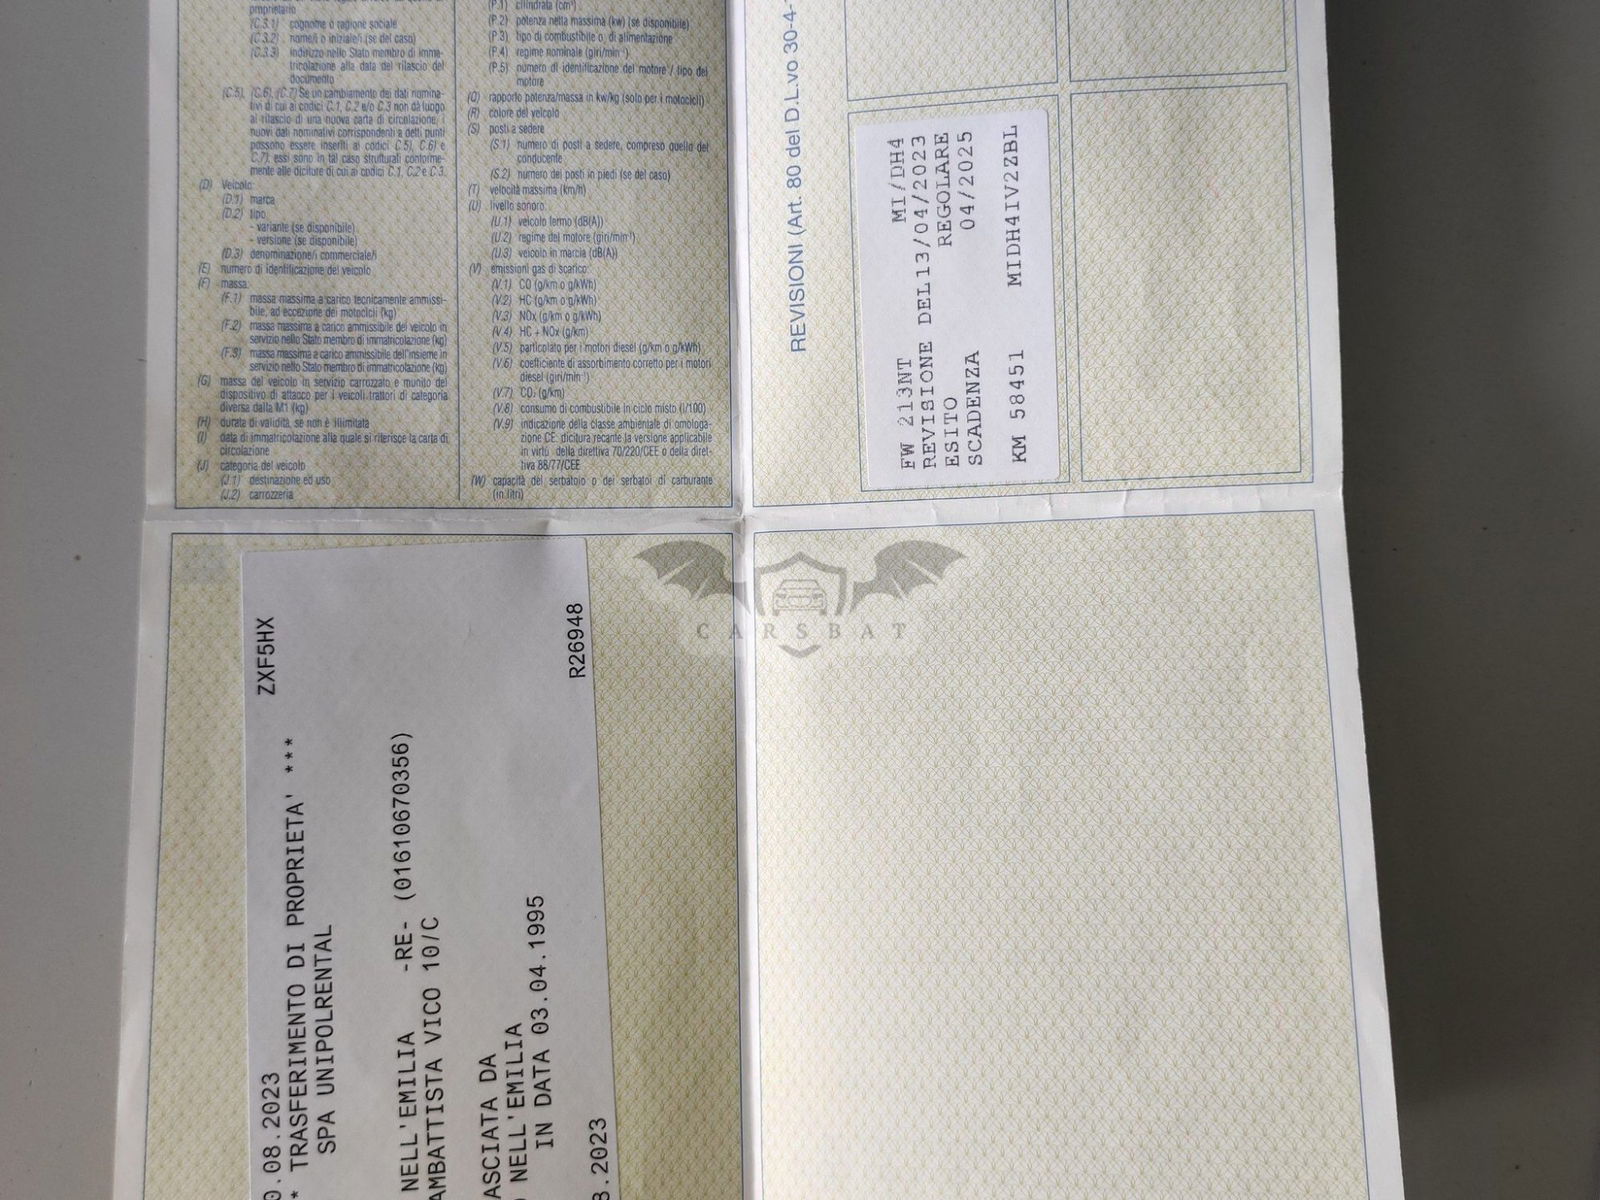 proprietario
(C.3.1) cognome o ragione sociale
(C.3.2) nome/i o iniziale/i (se del caso)
(C.3.3) indirizzo nello Stato membro di imma-
tricolazione alla data del rilascio del
documento
(C.5), (C.6), (C.7) Se un cambiamento dei dati nomina-
tivi di cui ai codici C.1, C.2 e/o C.3 non dà luogo
al rilascio di una nuova carta di circolazione, i
nuovi dati nominativi corrispondenti a detti punti
possono essere inseriti ai codici C.5), C.6) e
C.7), essi sono in tal caso strutturati conforme-
mente alle diciture di cui ai codici C.1, C.2 e C.3.
(D) Veicolo:
(D.1) marca
(D.2) tipo
- variante (se disponibile)
- versione (se disponibile)
(D.3) denominazione/i commerciale/i
(E) numero di identificazione del veicolo
(F) massa:
(F.1) massa massima a carico tecnicamente ammissi-
bile, ad eccezione dei motocicli (kg)
(F.2) massa massima a carico ammissibile del veicolo in
servizio nello Stato membro di immatricolazione (kg)
(F.3) massa massima a carico ammissibile dell'insieme in
servizio nello Stato membro di immatricolazione (kg)
(G) massa del veicolo in servizio carrozzato e munito del
dispositivo di attacco per i veicoli trattori di categoria
diversa dalla M1 (kg)
(H) durata di validità, se non è illimitata
(I) data di immatricolazione alla quale si riferisce la carta di
circolazione
(J) categoria del veicolo
(J.1) destinazione ed uso
(J.2) carrozzeria
(P.1) cilindrata (cm³)
(P.2) potenza netta massima (kw) (se disponibile)
(P.3) tipo di combustibile o di alimentazione
(P.4) regime nominale (giri/min⁻¹)
(P.5) numero di identificazione del motore / tipo del
motore
(Q) rapporto potenza/massa in kw/kg (solo per i motocicli)
(R) colore del veicolo
(S) posti a sedere
(S.1) numero di posti a sedere, compreso quello del
conducente
(S.2) numero dei posti in piedi (se del caso)
(T) velocità massima (km/h)
(U) livello sonoro:
(U.1) veicolo fermo (dB(A))
(U.2) regime del motore (giri/min⁻¹)
(U.3) veicolo in marcia (dB(A))
(V) emissioni gas di scarico:
(V.1) CO (g/km o g/kWh)
(V.2) HC (g/km o g/kWh)
(V.3) NOx (g/km o g/kWh)
(V.4) HC + NOx (g/km)
(V.5) particolato per i motori diesel (g/km o g/kWh)
(V.6) coefficiente di assorbimento corretto per i motori
diesel (giri/min⁻¹)
(V.7) CO₂ (g/km)
(V.8) consumo di combustibile in ciclo misto (l/100)
(V.9) indicazione della classe ambientale di omologa-
zione CE: dicitura recante la versione applicabile
in virtù della direttiva 70/220/CEE o della diret-
tiva 88/77/CEE
(W) capacità del serbatoio o dei serbatoi di carburante
(in litri)
REVISIONI (Art. 80 del D.L.vo 30-4-
FW 213NT MI/DH4
REVISIONE DEL13/04/2023
ESITO REGOLARE
SCADENZA 04/2025
KM 58451 MIDH4IV2ZBL
CARSBAT
0.08.2023 ZXF5HX
* TRASFERIMENTO DI PROPRIETA' ***
SPA UNIPOLRENTAL
NELL'EMILIA -RE- (01610670356)
AMBATTISTA VICO 10/C
ASCIATA DA
NELL'EMILIA
IN DATA 03.04.1995
8.2023 R26948